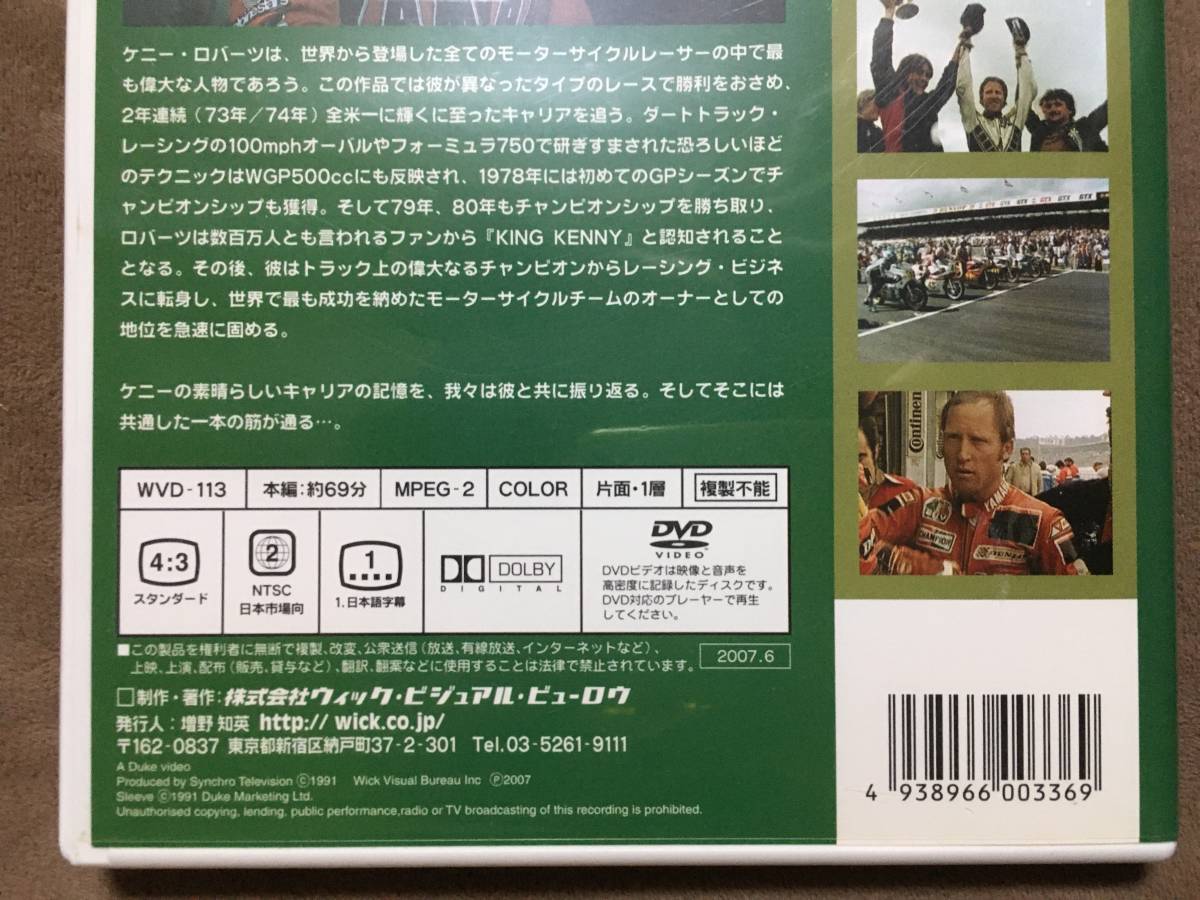 ケニー・ロバーツは、世界から登場した全てのモーターサイクルレーサーの中で最
も偉大な人物であろう。この作品では彼が異なったタイプのレースで勝利をおさめ、
2年連続（73年／74年）全米一に輝くに至ったキャリアを追う。ダートトラック・
レーシングの100mphオーバルやフォーミュラ750で研ぎすまされた恐ろしいほど
のテクニックはWGP500ccにも反映され、1978年には初めてのGPシーズンでチ
ャンピオンシップも獲得。そして79年、80年もチャンピオンシップを勝ち取り、
ロバーツは数百万人とも言われるファンから『KING KENNY』と認知されること
となる。その後、彼はトラック上の偉大なるチャンピオンからレーシング・ビジネ
スに転身し、世界で最も成功を納めたモーターサイクルチームのオーナーとしての
地位を急速に固める。
ケニーの素晴らしいキャリアの記憶を、我々は彼と共に振り返る。そしてそこには
共通した一本の筋が通る…。
WVD-113 本編：約69分 MPEG-2 COLOR 片面・1層 複製不能
4:3
スタンダード
2
NTSC
日本市場向
1
1.日本語字幕
DOLBY
DIGITAL
DVD
VIDEO
DVDビデオは映像と音声を
高密度に記録したディスクです。
DVD対応のプレーヤーで再生
してください。
■この製品を権利者に無断で複製、改変、公衆送信（放送、有線放送、インターネットなど）、
上映、上演、配布（販売、貸与など）、翻訳、翻案などに使用することは法律で禁止されています。
2007.6
□制作・著作：株式会社ウィック・ビジュアル・ビューロウ
発行人：増野 知英 http://wick.co.jp/
〒162-0837 東京都新宿区納戸町37-2-301 Tel.03-5261-9111
A Duke video
Produced by Synchro Television ©1991 Wick Visual Bureau Inc ℗2007
Sleeve ©1991 Duke Marketing Ltd.
Unauthorised copying, lending, public performance,radio or TV broadcasting of this recording is prohibited.
GTX GTX GTX GTX
Continen
YAMA
CHAMPION
4 938966 003369